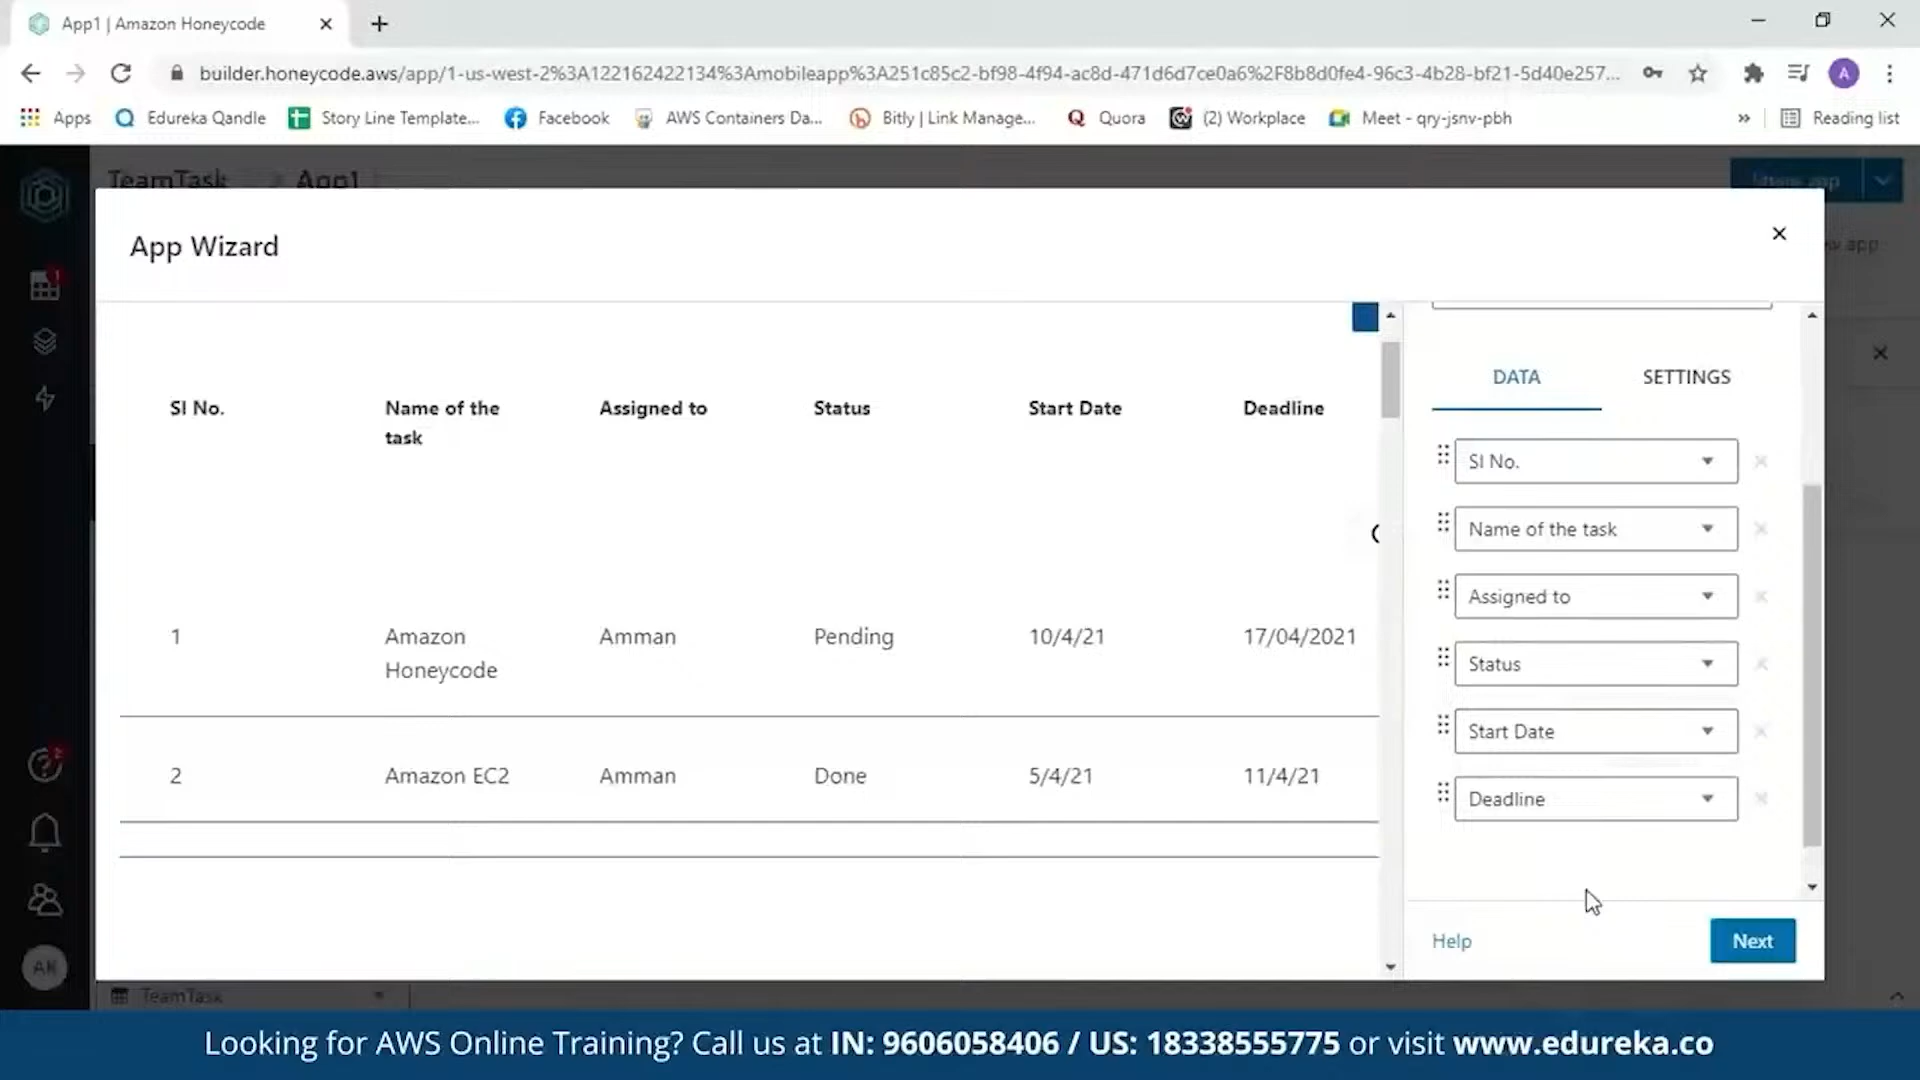 App1 | Amazon Honeycode
builder.honeycode.aws/app/1-us-west-2%3A122162422134%3Amobileapp%3A251c85c2-bf98-4f94-ac8d-471d6d7ce0a6%2F8b8d0fe4-96c3-4b28-bf21-5d40e257...
A
Apps Edureka Qandle Story Line Template... Facebook AWS Containers Da... Bitly | Link Manage... Quora (2) Workplace Meet - qry-jsnv-pbh » Reading list
TeamTask App1
App Wizard
1
DATA SETTINGS
Sl No. Name of the task Assigned to Status Start Date Deadline
1 Amazon Honeycode Amman Pending 10/4/21 17/04/2021
2 Amazon EC2 Amman Done 5/4/21 11/4/21
Sl No.
Name of the task
Assigned to
Status
Start Date
Deadline
2
Help Next
AK
TeamTask
Looking for AWS Online Training? Call us at IN: 9606058406 / US: 18338555775 or visit www.edureka.co